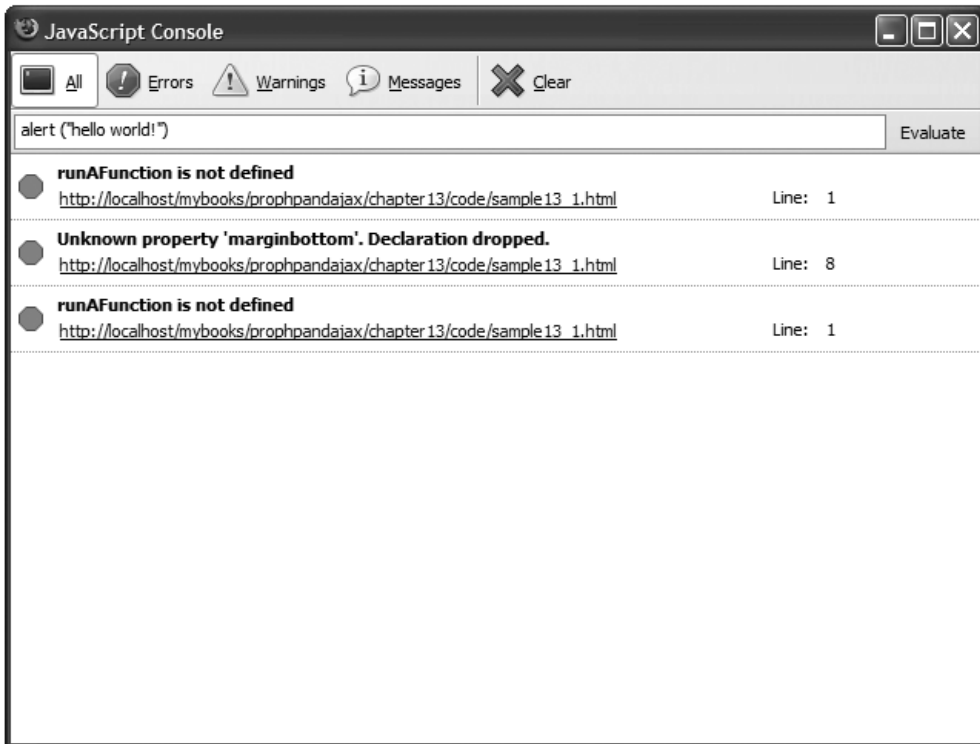 JavaScript Console
All Errors Warnings Messages Clear
alert ("hello world!") Evaluate
runAFunction is not defined
http://localhost/mybooks/prophpandajax/chapter13/code/sample13_1.html Line: 1
Unknown property 'marginbottom'. Declaration dropped.
http://localhost/mybooks/prophpandajax/chapter13/code/sample13_1.html Line: 8
runAFunction is not defined
http://localhost/mybooks/prophpandajax/chapter13/code/sample13_1.html Line: 1